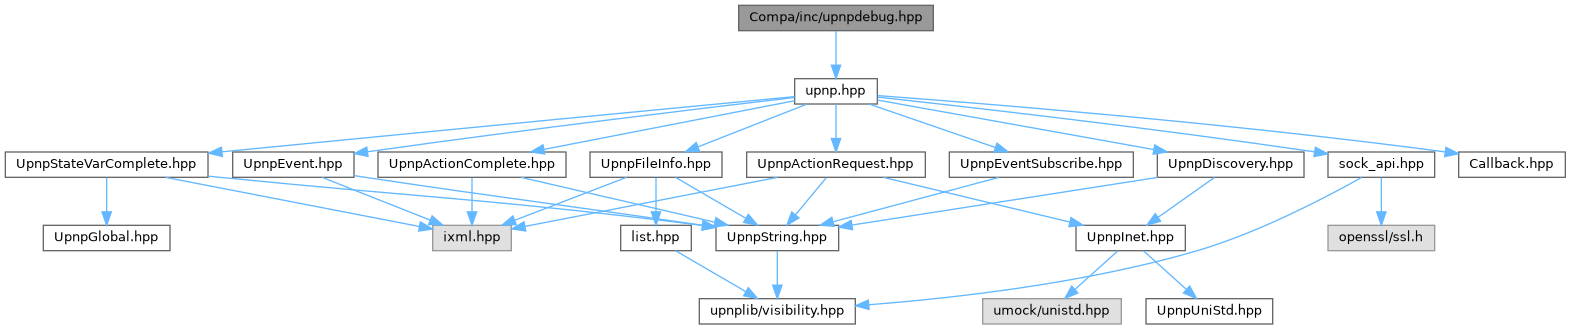 Compa/inc/upnpdebug.hpp
upnp.hpp
UpnpStateVarComplete.hpp
UpnpEvent.hpp
UpnpActionComplete.hpp
UpnpFileInfo.hpp
UpnpActionRequest.hpp
UpnpEventSubscribe.hpp
UpnpDiscovery.hpp
sock_api.hpp
Callback.hpp
UpnpGlobal.hpp
ixml.hpp
list.hpp
UpnpString.hpp
UpnpInet.hpp
openssl/ssl.h
upnplib/visibility.hpp
umock/unistd.hpp
UpnpUniStd.hpp